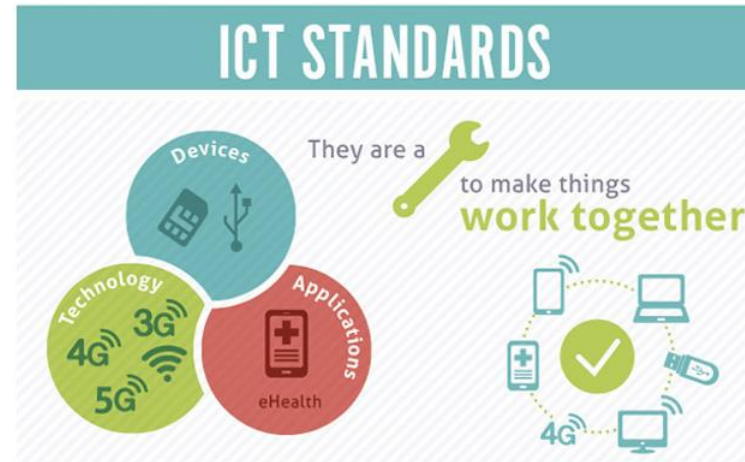 ICT STANDARDS
Devices
They are a
to make things
work together
Technology
3G
4G
5G
Applications
eHealth
4G